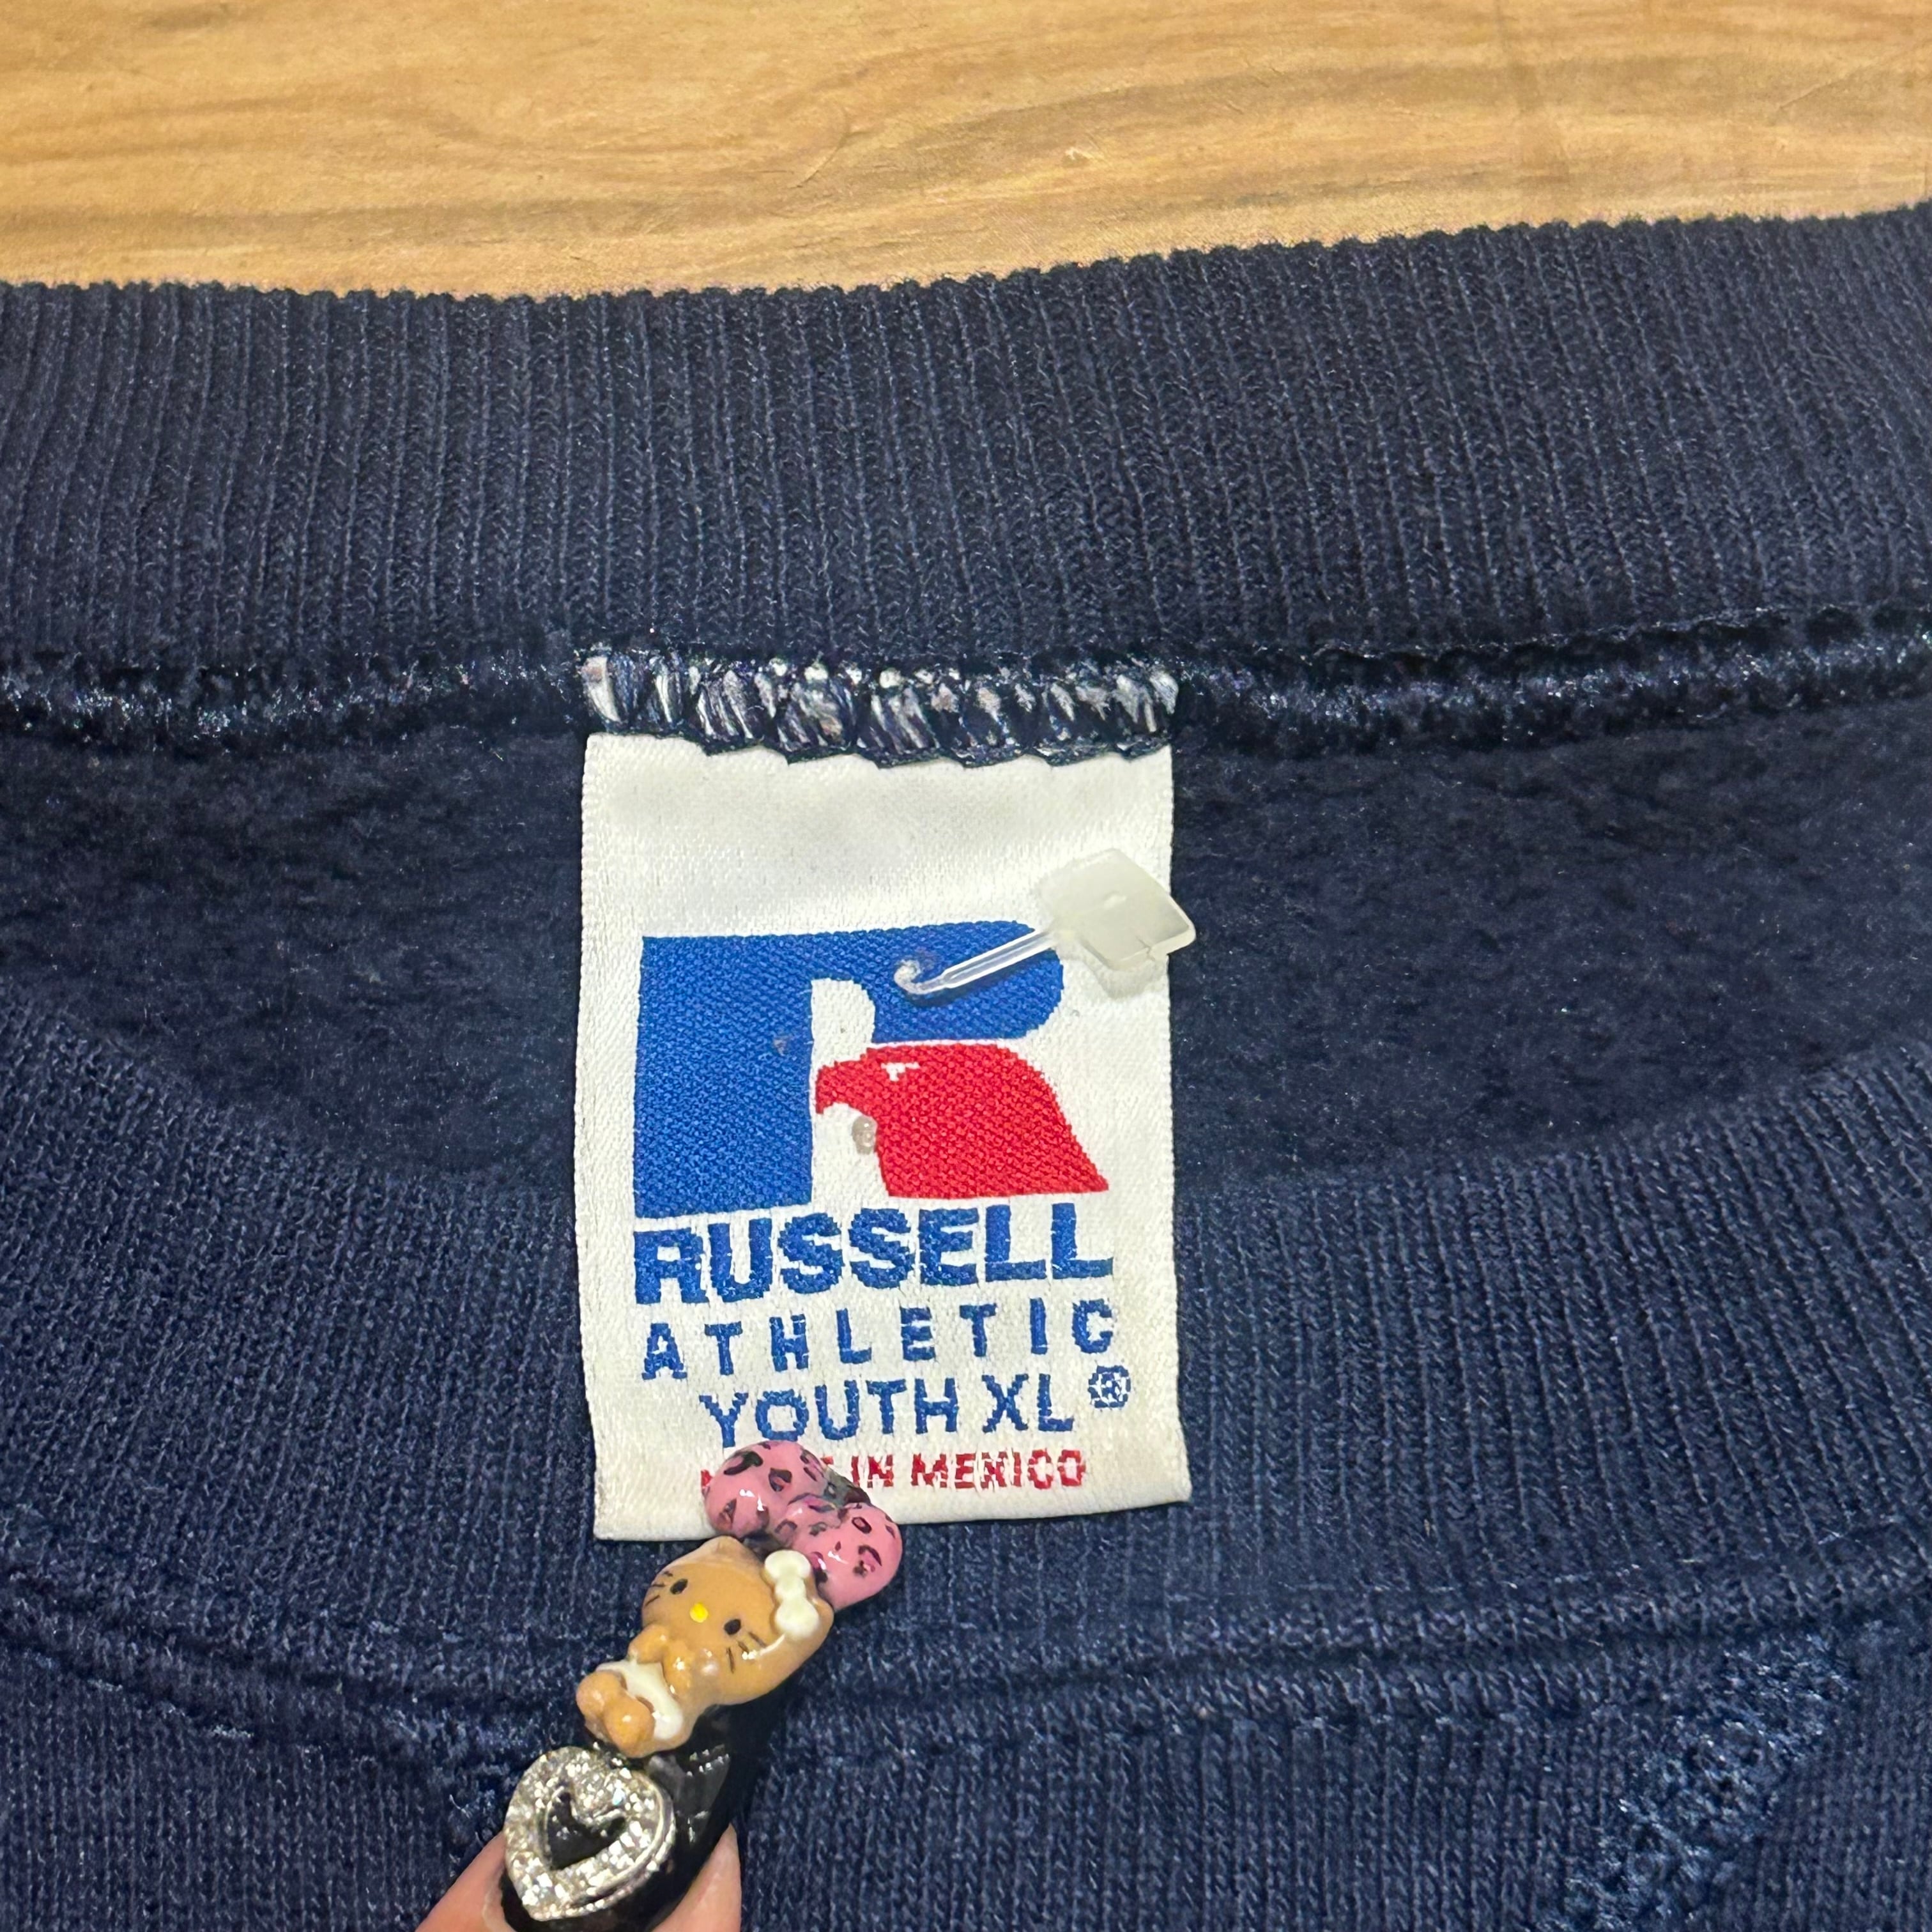 RUSSELL
ATHLETIC
YOUTH XL ®
IN MEXICO